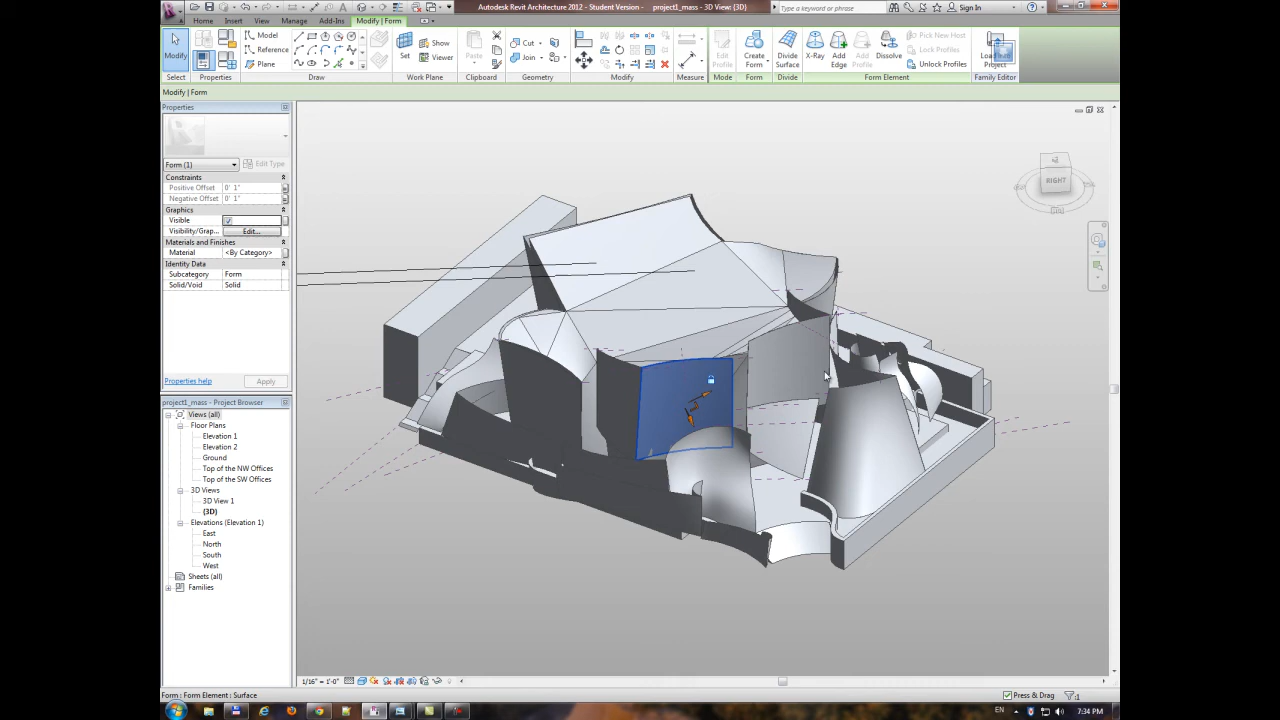 Autodesk Revit Architecture 2012 - Student Version - project1_mass - 3D View: {3D}
Type a keyword or phrase
Sign In
Home Insert View Manage Add-Ins Modify | Form
Modify
Model
Reference
Plane
Set
Show
Viewer
Cut
Join
Edit Profile
Create Form
Divide Surface
X-Ray
Add Edge
Add Profile
Dissolve
Pick New Host
Lock Profiles
Unlock Profiles
Load into Project
Select Properties Draw Work Plane Clipboard Geometry Modify Measure Mode Form Divide Form Element Family Editor
Modify | Form
Properties
Form (1)
Edit Type
Constraints
Positive Offset 0' 1"
Negative Offset 0' 1"
Graphics
Visible
Visibility/Grap... Edit...
Materials and Finishes
Material <By Category>
Identity Data
Subcategory Form
Solid/Void Solid
Properties help
Apply
project1_mass - Project Browser
Views (all)
Floor Plans
Elevation 1
Elevation 2
Ground
Top of the NW Offices
Top of the SW Offices
3D Views
3D View 1
{3D}
Elevations (Elevation 1)
East
North
South
West
Sheets (all)
Families
RIGHT
1/16" = 1'-0"
Form : Form Element : Surface
Press & Drag
:1
EN
7:34 PM